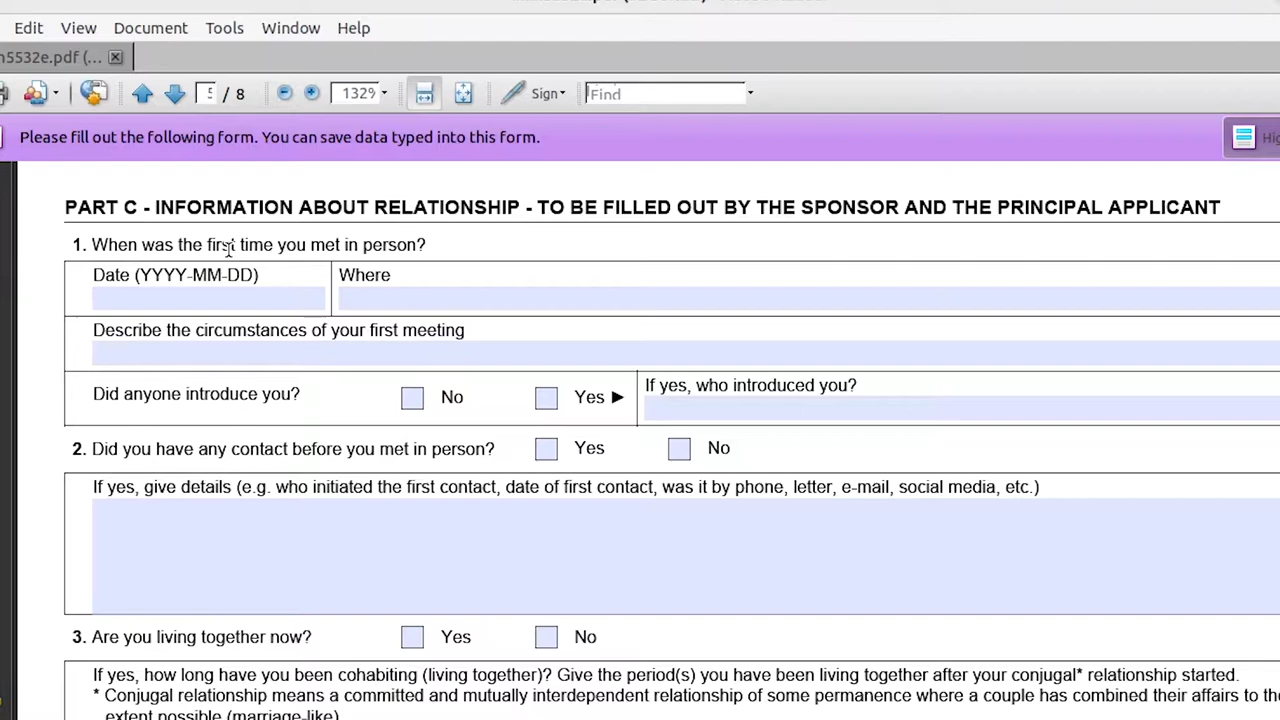 Edit View Document Tools Window Help
n5532e.pdf (...
5 / 8 132% Sign Find
Please fill out the following form. You can save data typed into this form.
PART C - INFORMATION ABOUT RELATIONSHIP - TO BE FILLED OUT BY THE SPONSOR AND THE PRINCIPAL APPLICANT
1. When was the first time you met in person?
Date (YYYY-MM-DD) Where
Describe the circumstances of your first meeting
Did anyone introduce you? No Yes ► If yes, who introduced you?
2. Did you have any contact before you met in person? Yes No
If yes, give details (e.g. who initiated the first contact, date of first contact, was it by phone, letter, e-mail, social media, etc.)
3. Are you living together now? Yes No
If yes, how long have you been cohabiting (living together)? Give the period(s) you have been living together after your conjugal* relationship started.
* Conjugal relationship means a committed and mutually interdependent relationship of some permanence where a couple has combined their affairs to the
extent possible (marriage-like)